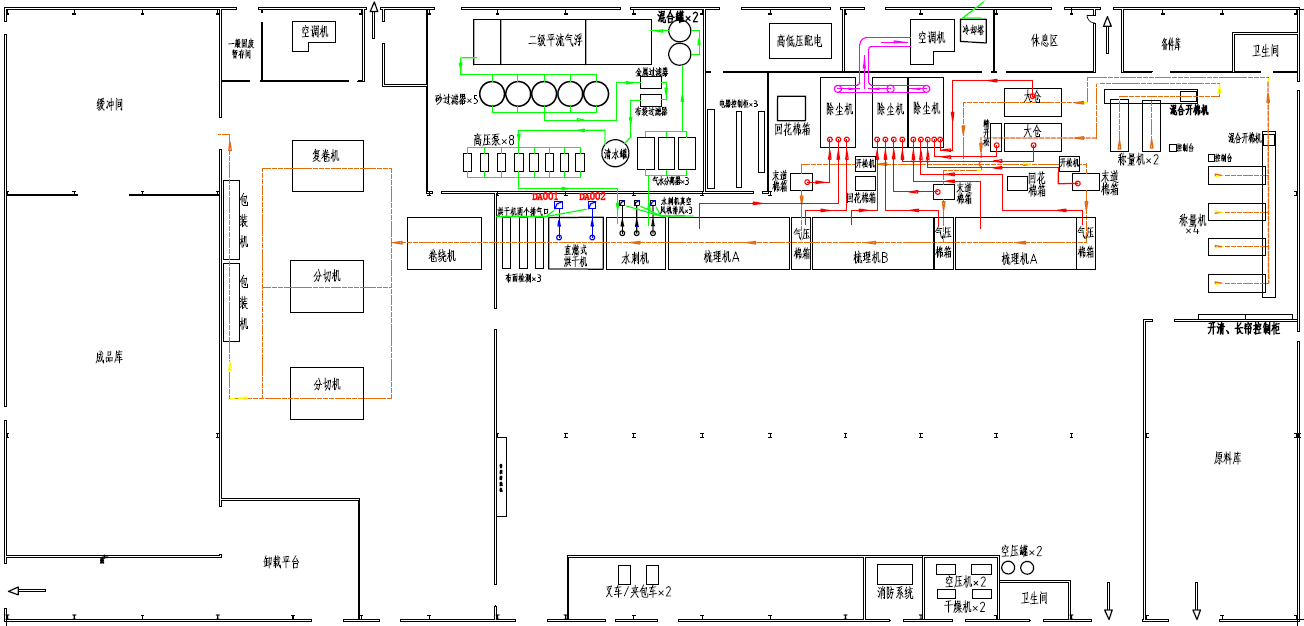 混合罐×2
一般固废
暂存间
空调机
二级平流气浮
高低压配电
空调机
冷却塔
休息区
备件库
卫生间
缓冲间
砂过滤器×5
金属过滤器
布袋过滤器
高压泵×8
清水罐
气水分离器×3
电器控制柜×3
回花棉箱
除尘机
除尘机
除尘机
大仓
大仓
精开松
混合开棉机
称量机×2
控制台
混合开棉机
控制台
复卷机
开松机
开松机
末道
棉箱
回花棉箱
末道
棉箱
回花
棉箱
末道
棉箱
包装机
DA001
DA002
烘干机两个排气口
水刺机真空
风机排风×3
称量机
×4
卷绕机
布面检测×3
直燃式
烘干机
水刺机
梳理机A
气压
棉箱
梳理机B
气压
棉箱
梳理机A
气压
棉箱
分切机
包装机
开清、长帘控制柜
成品库
分切机
原料库
卸载平台
叉车/夹包车×2
消防系统
空压罐×2
空压机×2
干燥机×2
卫生间